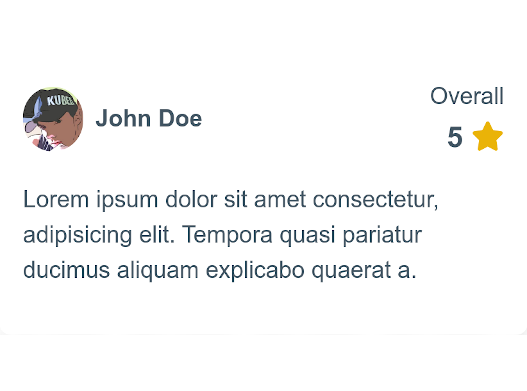 Overall
John Doe
5
Lorem ipsum dolor sit amet consectetur,
adipisicing elit. Tempora quasi pariatur
ducimus aliquam explicabo quaerat a.